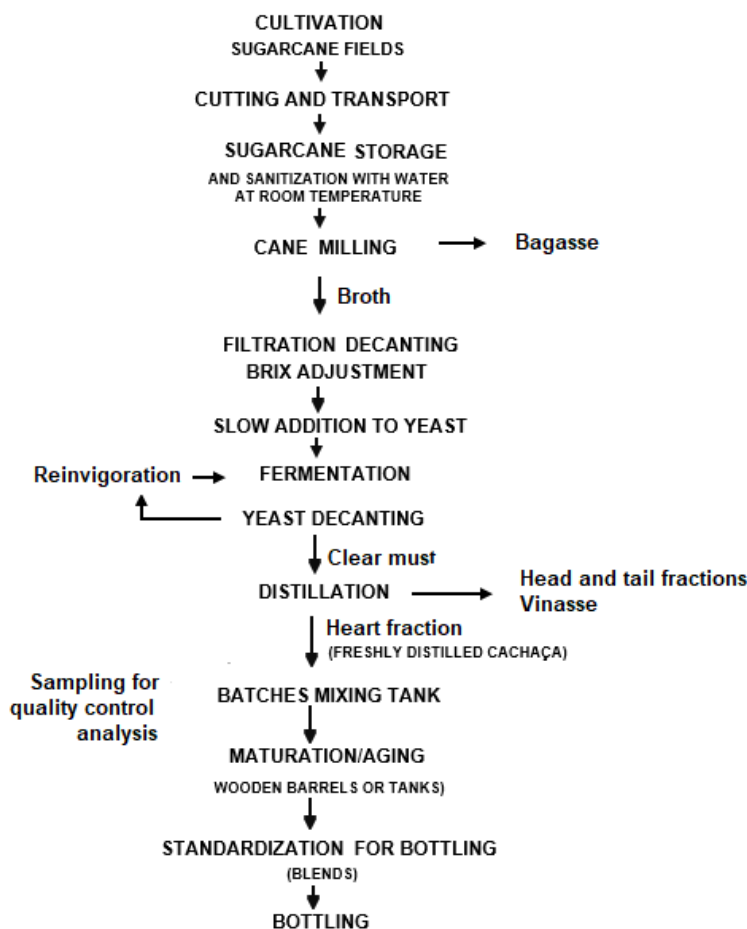 CULTIVATION
SUGARCANE FIELDS
CUTTING AND TRANSPORT
SUGARCANE STORAGE
AND SANITIZATION WITH WATER
AT ROOM TEMPERATURE
CANE MILLING
Bagasse
Broth
FILTRATION DECANTING
BRIX ADJUSTMENT
SLOW ADDITION TO YEAST
Reinvigoration
FERMENTATION
YEAST DECANTING
Clear must
DISTILLATION
Head and tail fractions
Vinasse
Heart fraction
(FRESHLY DISTILLED CACHAÇA)
Sampling for
quality control
analysis
BATCHES MIXING TANK
MATURATION/AGING
WOODEN BARRELS OR TANKS)
STANDARDIZATION FOR BOTTLING
(BLENDS)
BOTTLING